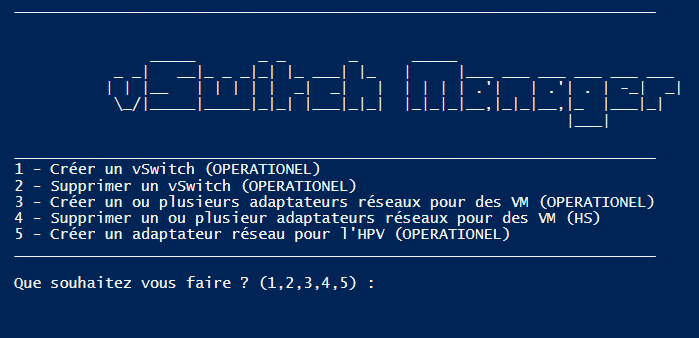 vSwitch Manager
1 - Créer un vSwitch (OPERATIONEL)
2 - Supprimer un vSwitch (OPERATIONEL)
3 - Créer un ou plusieurs adaptateurs réseaux pour des VM (OPERATIONEL)
4 - Supprimer un ou plusieur adaptateurs réseaux pour des VM (HS)
5 - Créer un adaptateur réseau pour l'HPV (OPERATIONEL)
Que souhaitez vous faire ? (1,2,3,4,5) :